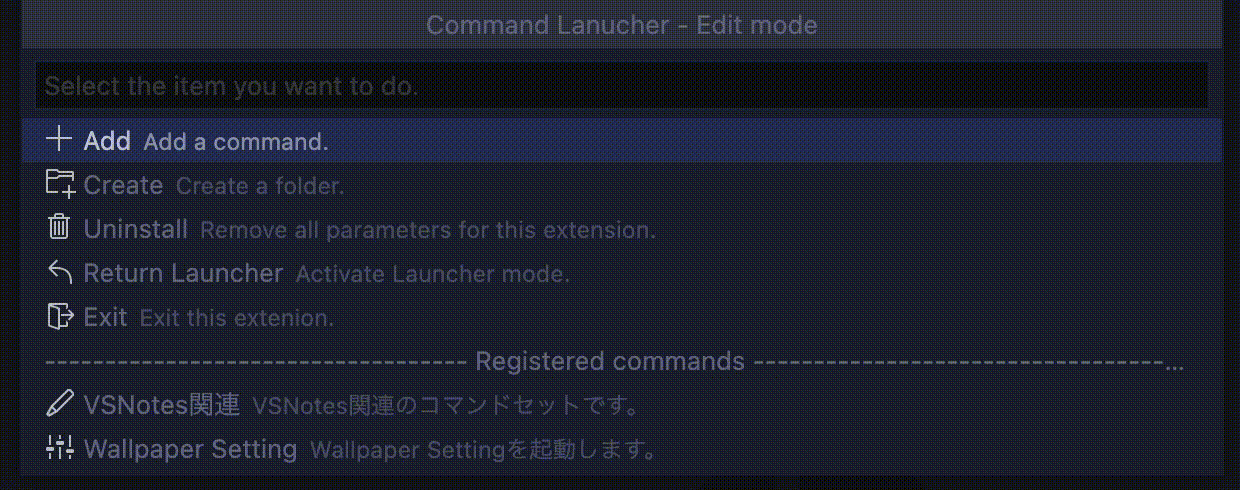 Command Lanucher - Edit mode
Select the item you want to do.
Add Add a command.
Create Create a folder.
Uninstall Remove all parameters for this extension.
Return Launcher Activate Launcher mode.
Exit Exit this extenion.
----------------------------------- Registered commands ----------------------------------...
VSNotes関連 VSNotes関連のコマンドセットです。
Wallpaper Setting Wallpaper Settingを起動します。